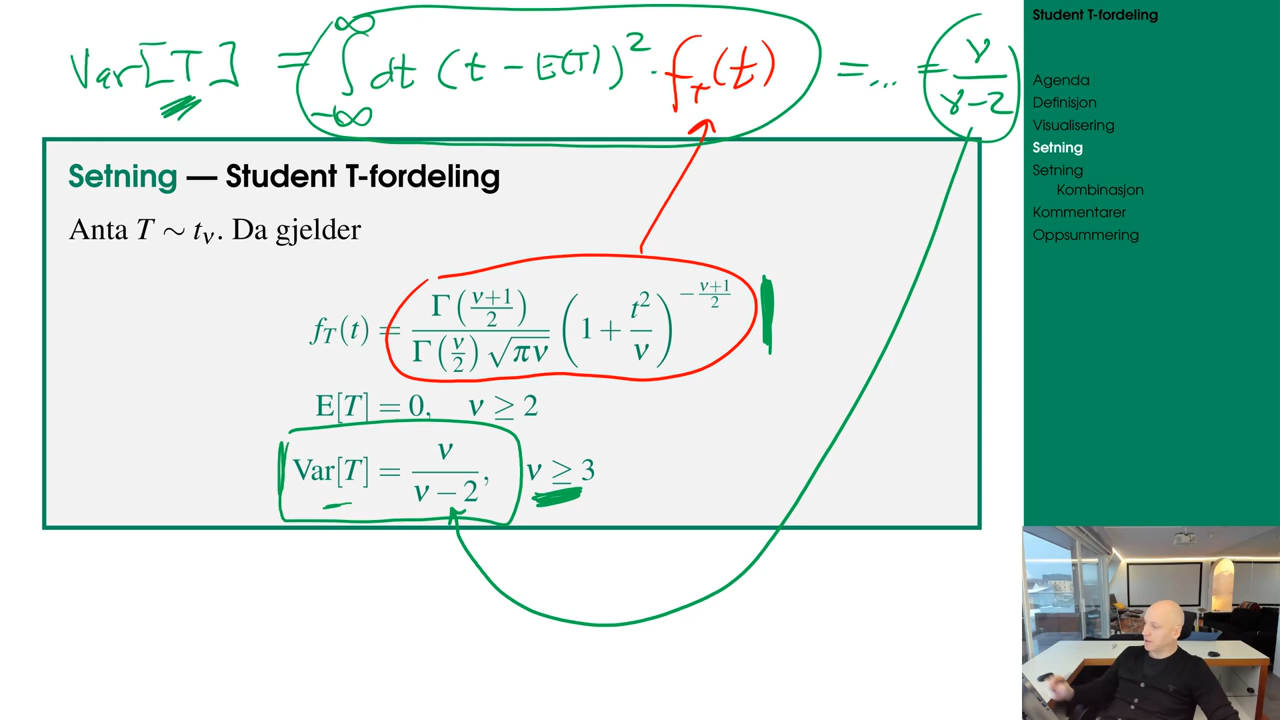 Var[T] = ∫_{-∞}^{∞} dt (t - E(T))² · f_T(t) = ... = ν/(ν-2)
Setning — Student T-fordeling
Anta T ∼ t_ν. Da gjelder
f_T(t) = Γ((ν+1)/2) / (Γ(ν/2) √(πν)) (1 + t²/ν)^{-(ν+1)/2}
E[T] = 0, ν ≥ 2
Var[T] = ν/(ν − 2), ν ≥ 3
Student T-fordeling
Agenda
Definisjon
Visualisering
Setning
Setning
Kombinasjon
Kommentarer
Oppsummering